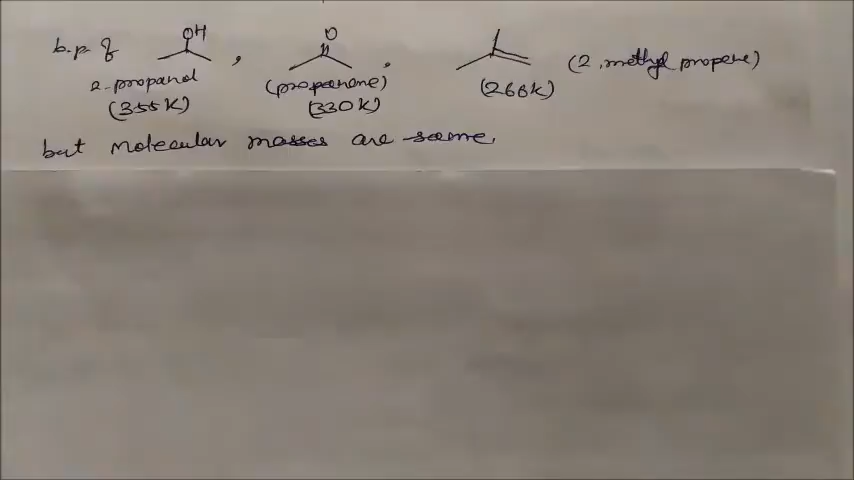 b.p. of OH , O , (2, methyl propene)
2-propanol (propanone) (266K)
(355K) (330K)
but molecular masses are same.